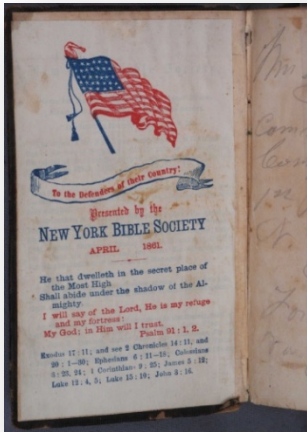 To the Defenders of their Country!
Presented by the
NEW YORK BIBLE SOCIETY
APRIL 1861.
He that dwelleth in the secret place of
the Most High
Shall abide under the shadow of the Al-
mighty.
I will say of the Lord, He is my refuge
and my fortress:
My God; in Him will I trust.
Psalm 91 : 1, 2.
Exodus 17 : 11; and see 2 Chronicles 14 : 11, and
20 : 1—30; Ephesians 6 : 11—18; Colossians
23, 24; 1 Corinthians 9 : 25; James 5 : 12;
Luke 12 : 4, 5; Luke 15 : 19; John 3 : 16.